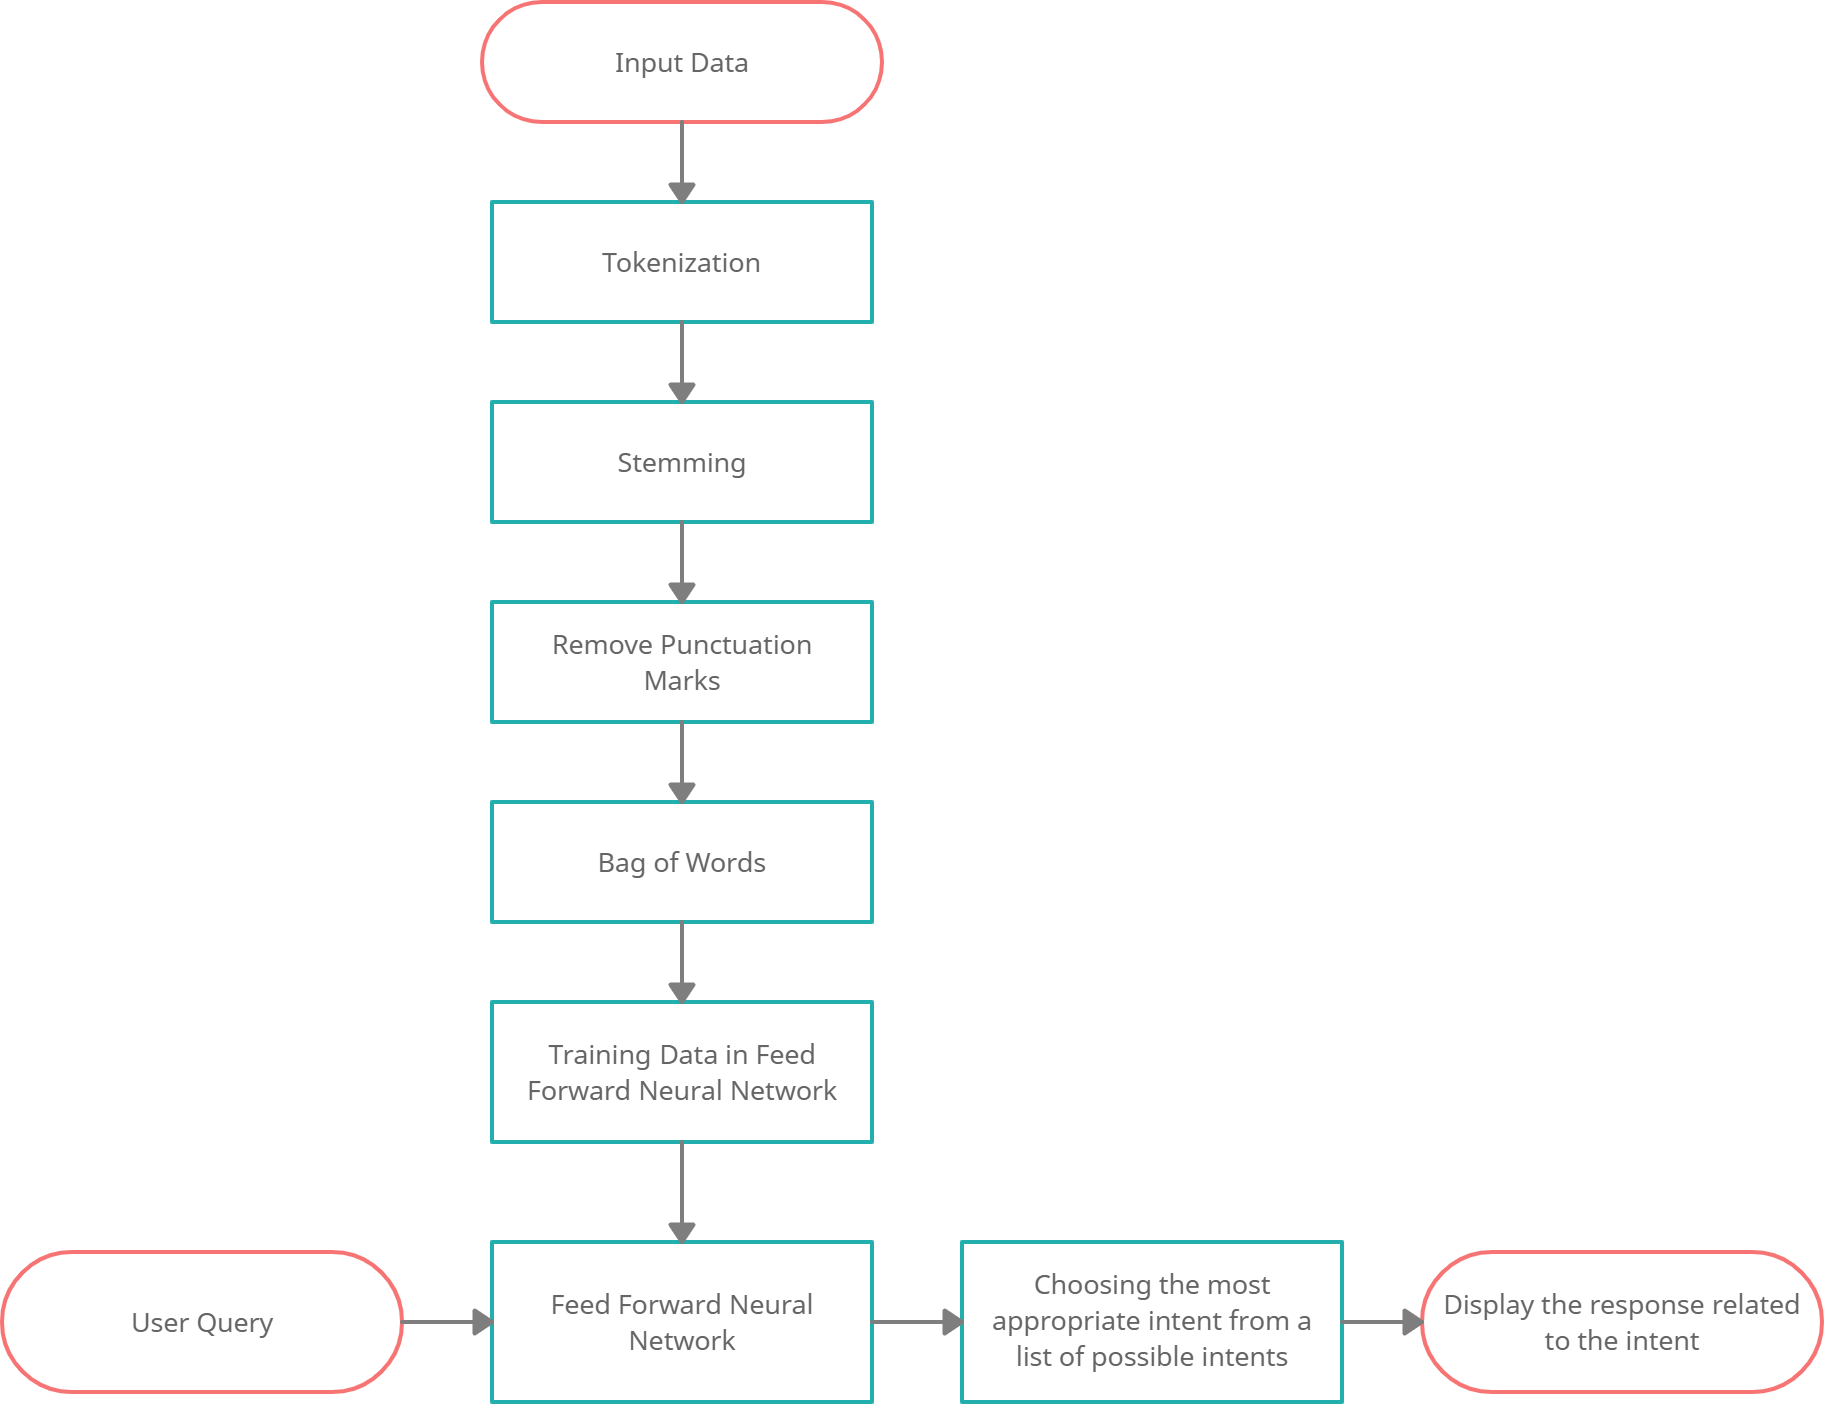 Input Data
Tokenization
Stemming
Remove Punctuation
Marks
Bag of Words
Training Data in Feed
Forward Neural Network
User Query
Feed Forward Neural
Network
Choosing the most
appropriate intent from a
list of possible intents
Display the response related
to the intent